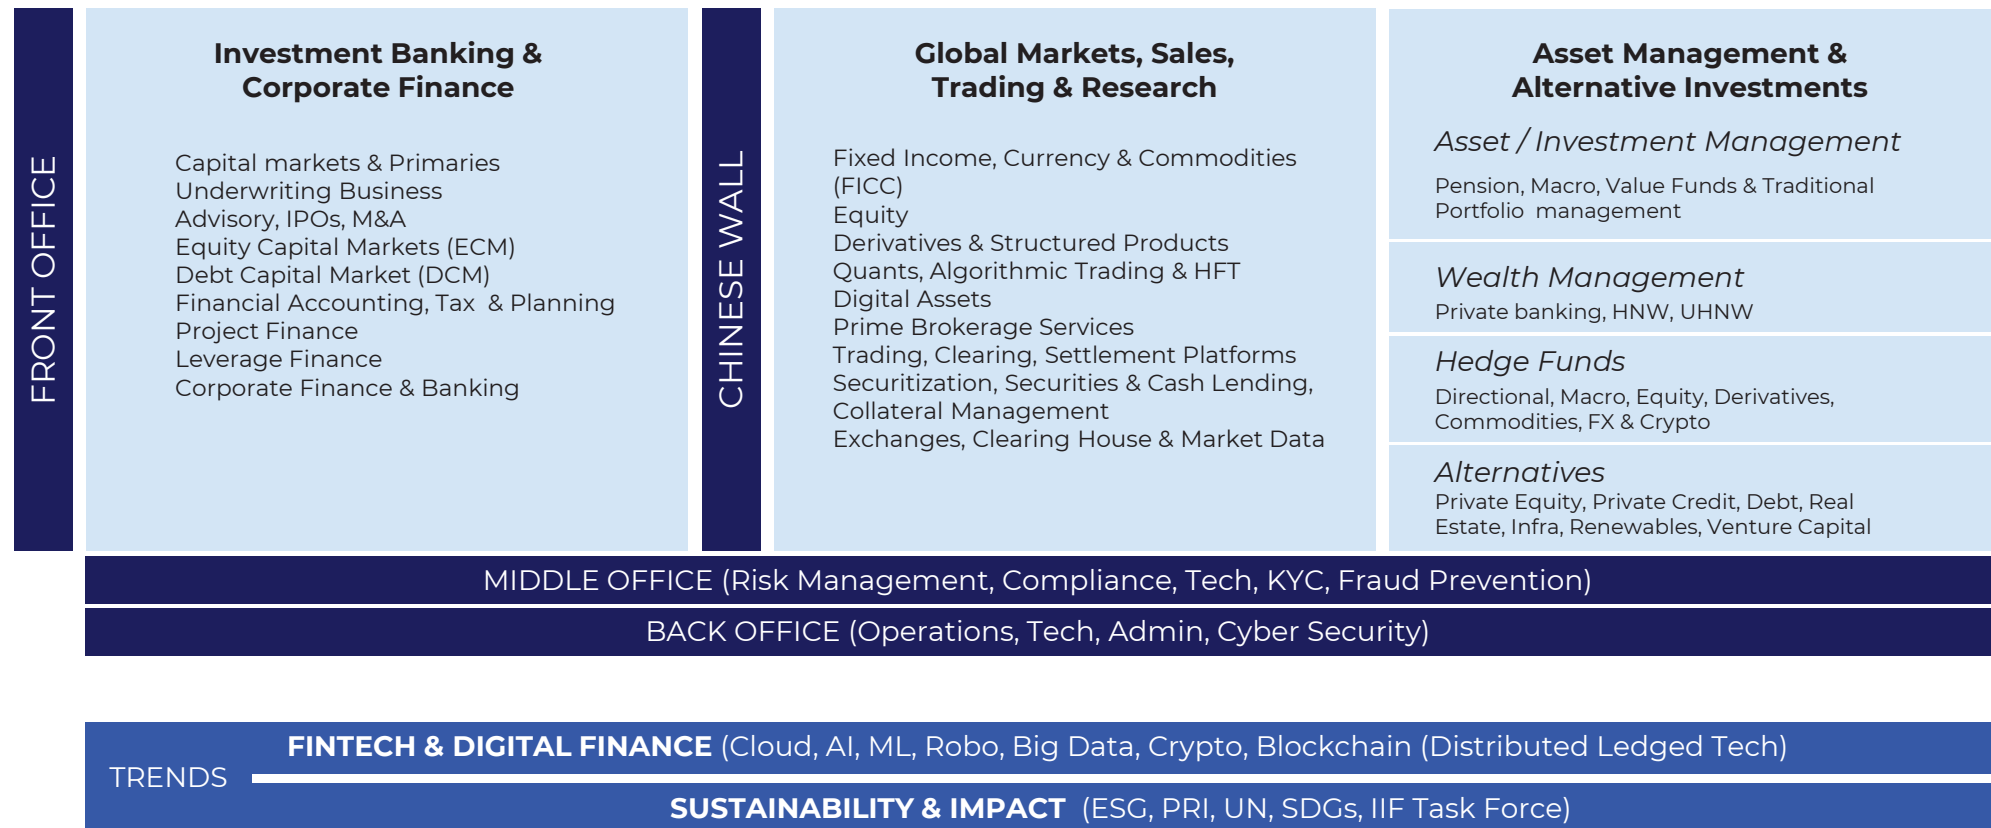 FRONT OFFICE
Investment Banking &
Corporate Finance
Capital markets & Primaries
Underwriting Business
Advisory, IPOs, M&A
Equity Capital Markets (ECM)
Debt Capital Market (DCM)
Financial Accounting, Tax & Planning
Project Finance
Leverage Finance
Corporate Finance & Banking
CHINESE WALL
Global Markets, Sales,
Trading & Research
Fixed Income, Currency & Commodities
(FICC)
Equity
Derivatives & Structured Products
Quants, Algorithmic Trading & HFT
Digital Assets
Prime Brokerage Services
Trading, Clearing, Settlement Platforms
Securitization, Securities & Cash Lending,
Collateral Management
Exchanges, Clearing House & Market Data
Asset Management &
Alternative Investments
Asset / Investment Management
Pension, Macro, Value Funds & Traditional
Portfolio management
Wealth Management
Private banking, HNW, UHNW
Hedge Funds
Directional, Macro, Equity, Derivatives,
Commodities, FX & Crypto
Alternatives
Private Equity, Private Credit, Debt, Real
Estate, Infra, Renewables, Venture Capital
MIDDLE OFFICE (Risk Management, Compliance, Tech, KYC, Fraud Prevention)
BACK OFFICE (Operations, Tech, Admin, Cyber Security)
TRENDS
FINTECH & DIGITAL FINANCE (Cloud, AI, ML, Robo, Big Data, Crypto, Blockchain (Distributed Ledged Tech)
SUSTAINABILITY & IMPACT (ESG, PRI, UN, SDGs, IIF Task Force)